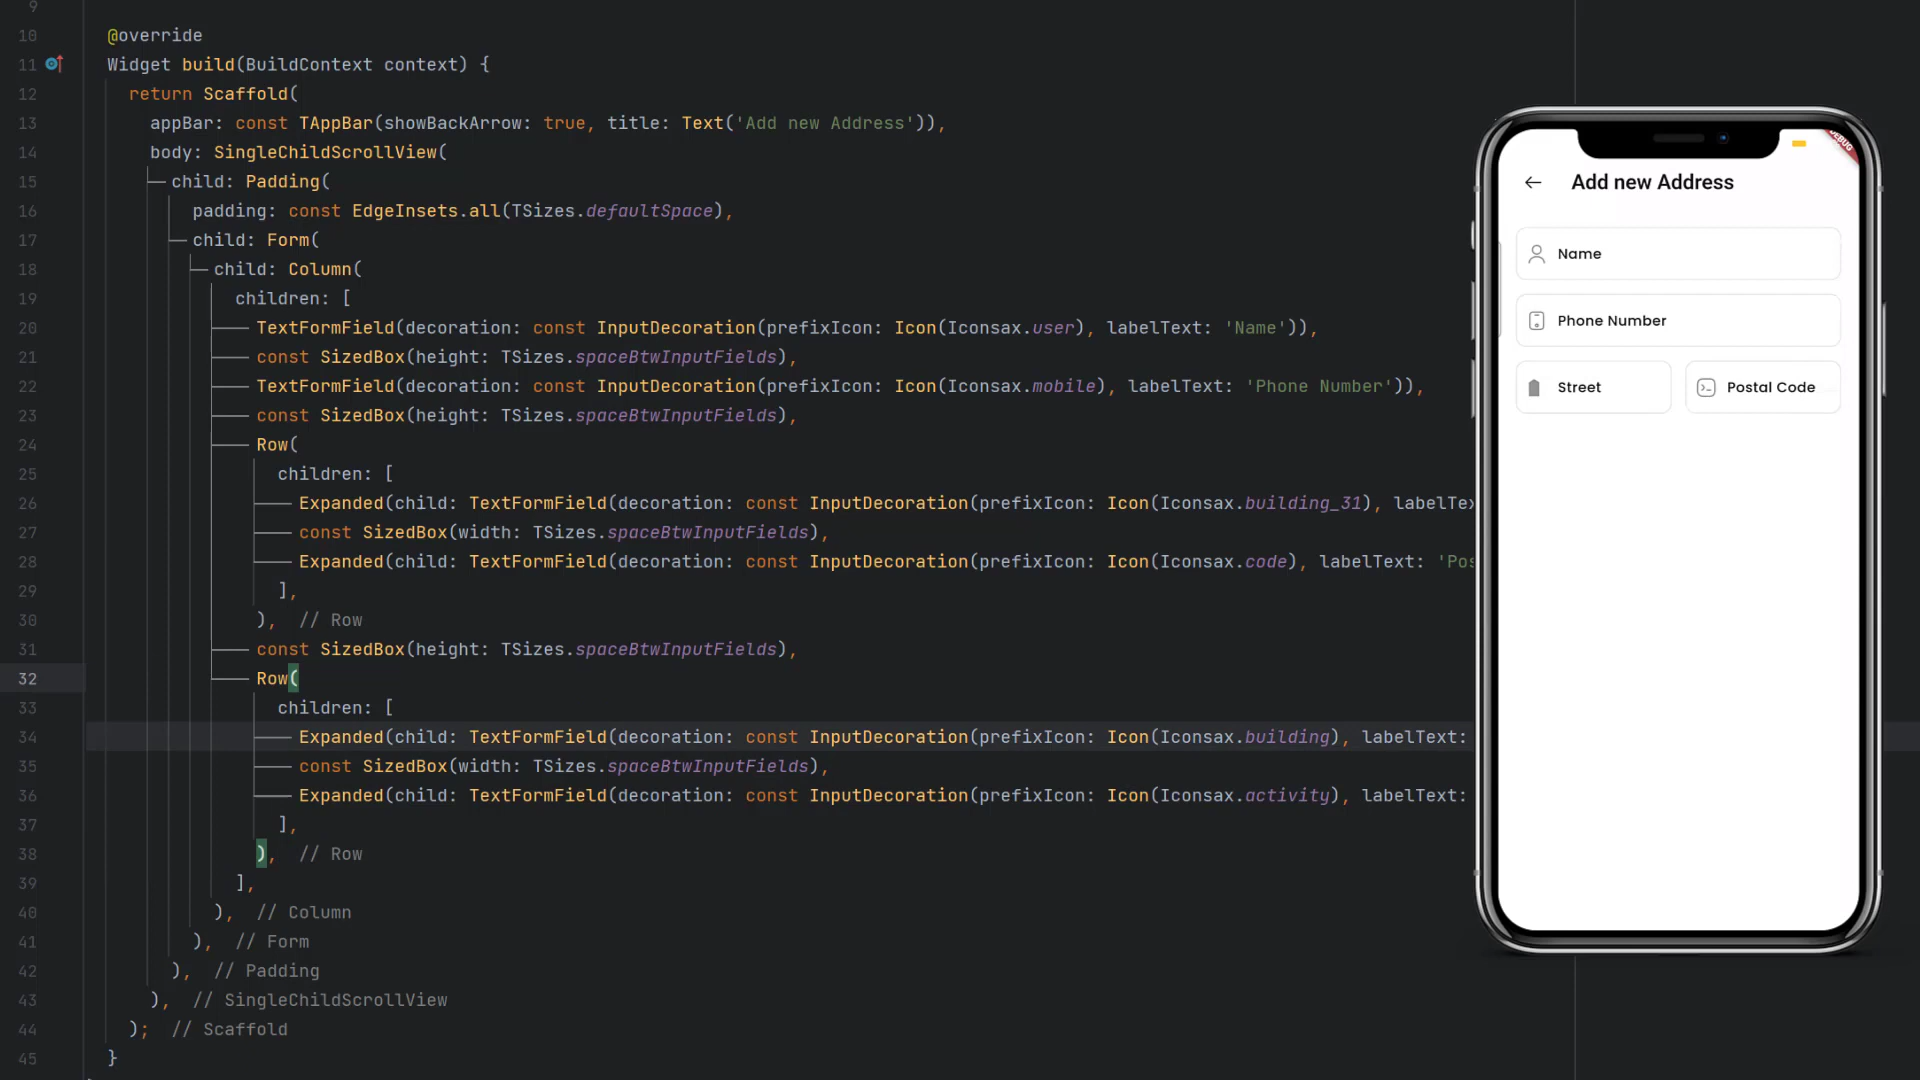 9
10 @override
11 Widget build(BuildContext context) {
12 return Scaffold(
13 appBar: const TAppBar(showBackArrow: true, title: Text('Add new Address')),
14 body: SingleChildScrollView(
15 child: Padding(
16 padding: const EdgeInsets.all(TSizes.defaultSpace),
17 child: Form(
18 child: Column(
19 children: [
20 TextFormField(decoration: const InputDecoration(prefixIcon: Icon(Iconsax.user), labelText: 'Name')),
21 const SizedBox(height: TSizes.spaceBtwInputFields),
22 TextFormField(decoration: const InputDecoration(prefixIcon: Icon(Iconsax.mobile), labelText: 'Phone Number')),
23 const SizedBox(height: TSizes.spaceBtwInputFields),
24 Row(
25 children: [
26 Expanded(child: TextFormField(decoration: const InputDecoration(prefixIcon: Icon(Iconsax.building_31), labelTex
27 const SizedBox(width: TSizes.spaceBtwInputFields),
28 Expanded(child: TextFormField(decoration: const InputDecoration(prefixIcon: Icon(Iconsax.code), labelText: 'Pos
29 ],
30 ), // Row
31 const SizedBox(height: TSizes.spaceBtwInputFields),
32 Row(
33 children: [
34 Expanded(child: TextFormField(decoration: const InputDecoration(prefixIcon: Icon(Iconsax.building), labelText:
35 const SizedBox(width: TSizes.spaceBtwInputFields),
36 Expanded(child: TextFormField(decoration: const InputDecoration(prefixIcon: Icon(Iconsax.activity), labelText:
37 ],
38 ), // Row
39 ],
40 ), // Column
41 ), // Form
42 ), // Padding
43 ), // SingleChildScrollView
44 ); // Scaffold
45 }
DEBUG
Add new Address
Name
Phone Number
Street Postal Code